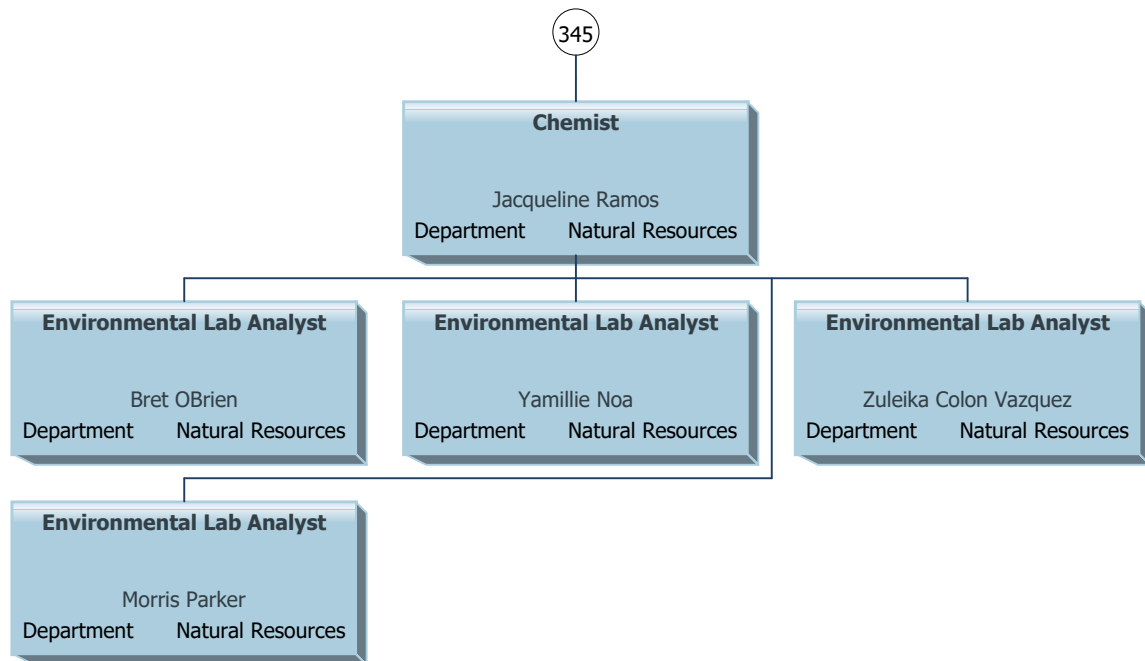 345
Chemist
Jacqueline Ramos
Department Natural Resources
Environmental Lab Analyst
Bret OBrien
Department Natural Resources
Environmental Lab Analyst
Yamillie Noa
Department Natural Resources
Environmental Lab Analyst
Zuleika Colon Vazquez
Department Natural Resources
Environmental Lab Analyst
Morris Parker
Department Natural Resources